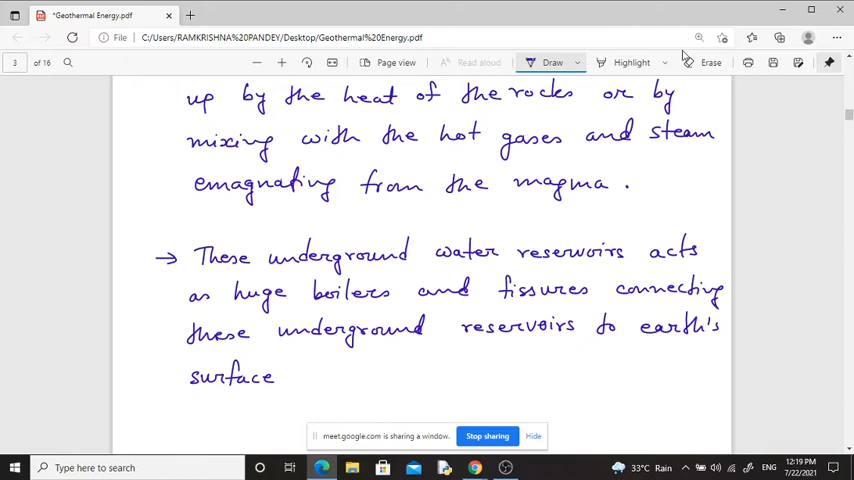 *Geothermal Energy.pdf
File
C:/Users/RAMKRISHNA%20PANDEY/Desktop/Geothermal%20Energy.pdf
3 of 16
Page view
Read aloud
Draw
Highlight
Erase
up by the heat of the rocks or by
mixing with the hot gases and steam
emagnating from the magma.
→ These underground water reservoirs acts
as huge boilers and fissures connecting
these underground reservoirs to earth's
surface
meet.google.com is sharing a window.
Stop sharing
Hide
Type here to search
33°C Rain
ENG
12:19 PM
7/22/2021